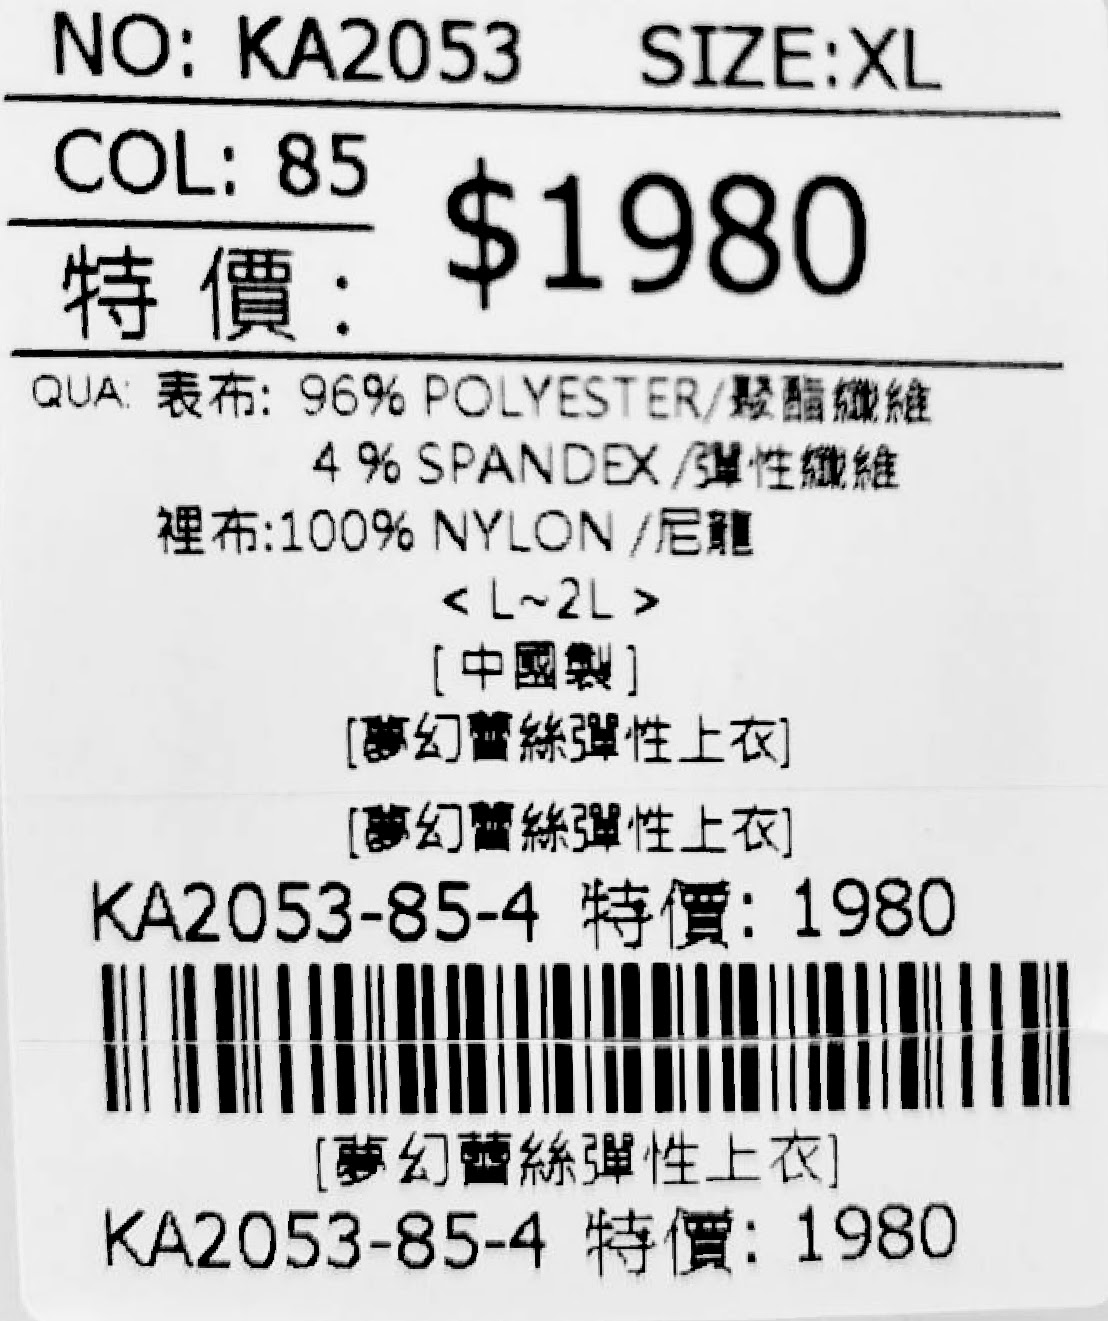 NO: KA2053 SIZE:XL
COL: 85
$1980
特價:
QUA: 表布: 96% POLYESTER/聚酯纖維
4 % SPANDEX /彈性纖維
裡布:100% NYLON /尼龍
< L~2L >
[中國製]
[夢幻蕾絲彈性上衣]
[夢幻蕾絲彈性上衣]
KA2053-85-4 特價: 1980
[夢幻蕾絲彈性上衣]
KA2053-85-4 特價: 1980